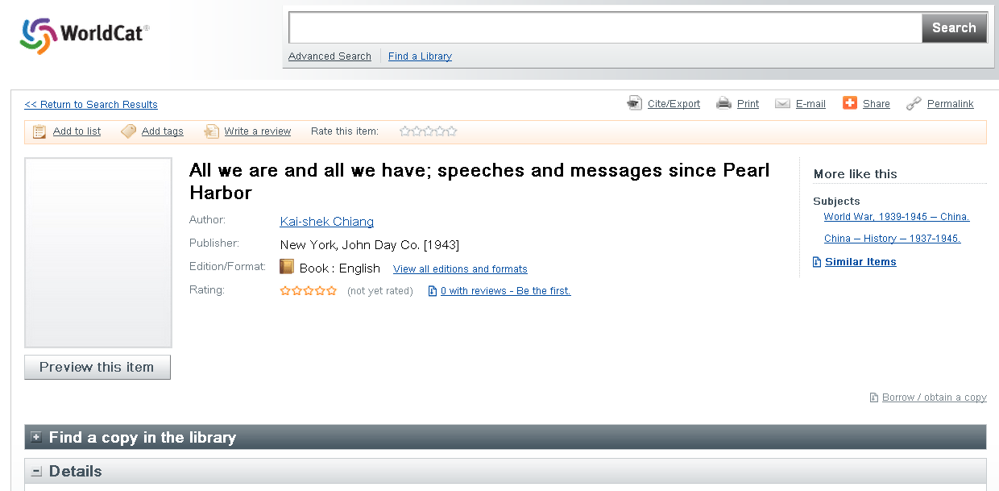 WorldCat®
Search
Advanced Search
Find a Library
<< Return to Search Results
Cite/Export
Print
E-mail
Share
Permalink
Add to list
Add tags
Write a review
Rate this item:
All we are and all we have; speeches and messages since Pearl
Harbor
Author: Kai-shek Chiang
Publisher: New York, John Day Co. [1943]
Edition/Format: Book : English View all editions and formats
Rating: (not yet rated) 0 with reviews - Be the first.
More like this
Subjects
World War, 1939-1945 -- China.
China -- History -- 1937-1945.
Similar Items
Preview this item
Borrow / obtain a copy
Find a copy in the library
Details